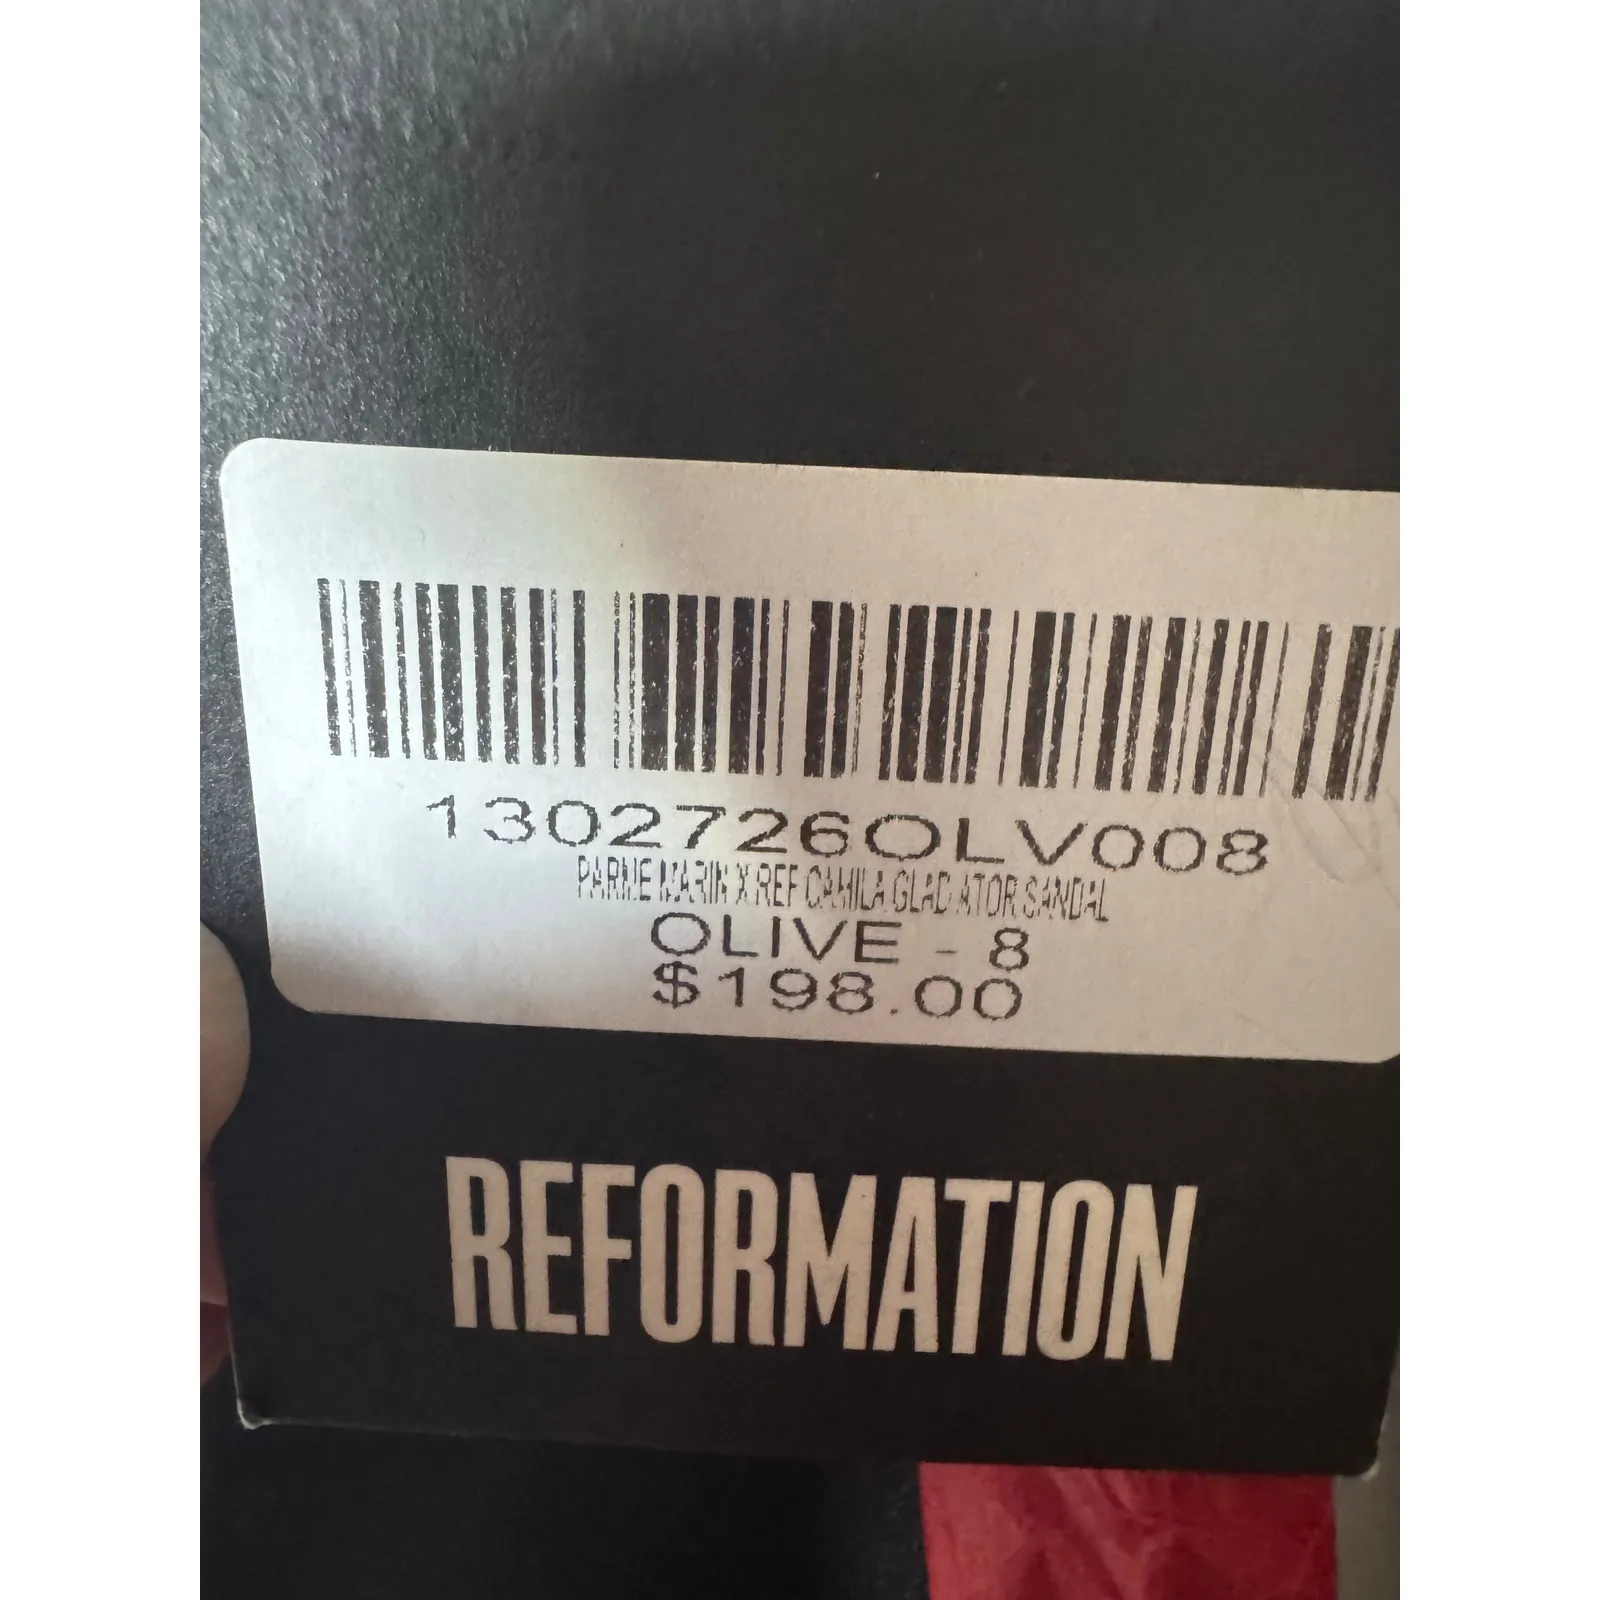 1302726OLV008
PARME MARIN X REF CAMILA GLADIATOR SANDAL
OLIVE - 8
$198.00
REFORMATION